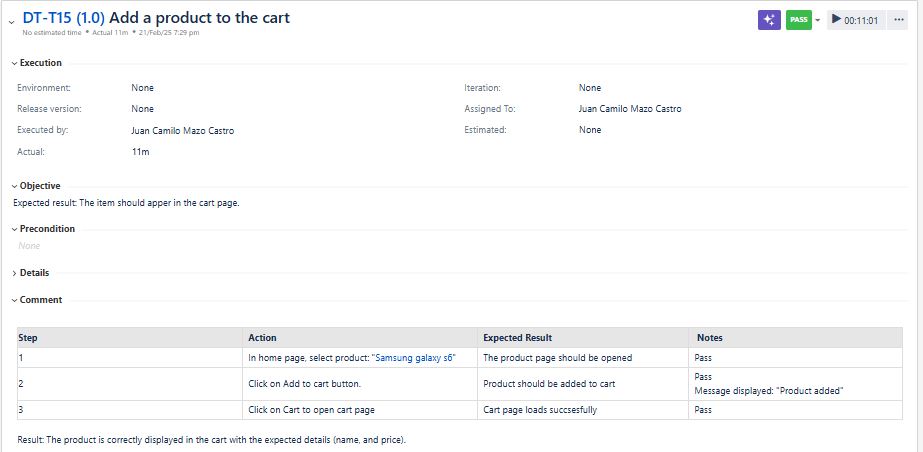 DT-T15 (1.0) Add a product to the cart
PASS
00:11:01
No estimated time • Actual 11m • 21/Feb/25 7:29 pm
Execution
Environment: None Iteration: None
Release version: None Assigned To: Juan Camilo Mazo Castro
Executed by: Juan Camilo Mazo Castro Estimated: None
Actual: 11m
Objective
Expected result: The item should apper in the cart page.
Precondition
None
Details
Comment
Step Action Expected Result Notes
1 In home page, select product: "Samsung galaxy s6" The product page should be opened Pass
2 Click on Add to cart button. Product should be added to cart Pass
Message displayed: "Product added"
3 Click on Cart to open cart page Cart page loads succsesfully Pass
Result: The product is correctly displayed in the cart with the expected details (name, and price).